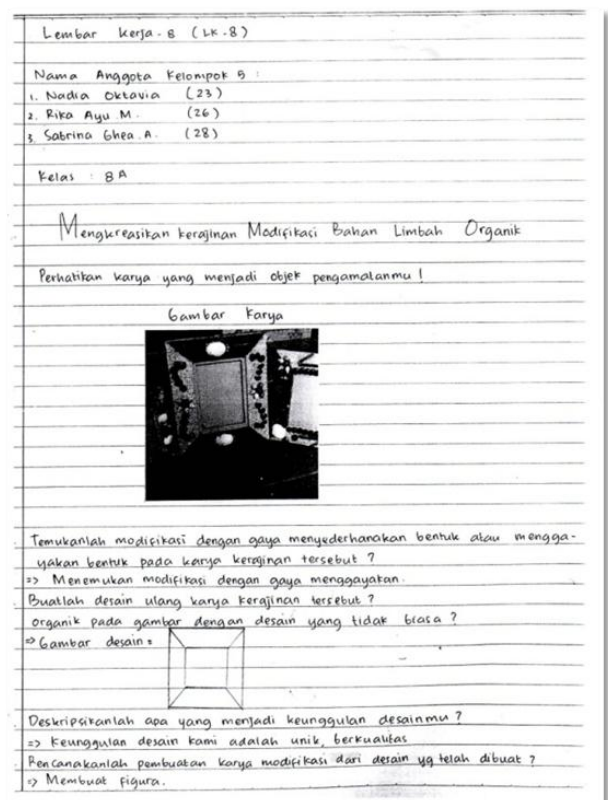 Lembar kerja - 8 (LK-8)
Nama Anggota Kelompok 5 :
1. Nadia Oktavia (23)
2. Rika Ayu M. (26)
3. Sabrina Ghea .A. (28)
Kelas : 8A
Mengkreasikan kerajinan Modifikasi Bahan Limbah Organik
Perhatikan karya yang menjadi objek pengamalanmu !
Gambar karya
Temukanlah modifikasi dengan gaya menyederhanakan bentuk atau mengga-
yakan bentuk pada karya kerajinan tersebut ?
=> Menemukan modifikasi dengan gaya menggayakan.
Buatlah desain ulang karya kerajinan tersebut ?
organik pada gambar dengan desain yang tidak biasa ?
=> Gambar desain :
Deskripsikanlah apa yang menjadi keunggulan desainmu ?
=> keunggulan desain kami adalah unik, berkualitas
Rencanakanlah pembuatan karya modifikasi dari desain yg telah dibuat ?
=> Membuat figura.